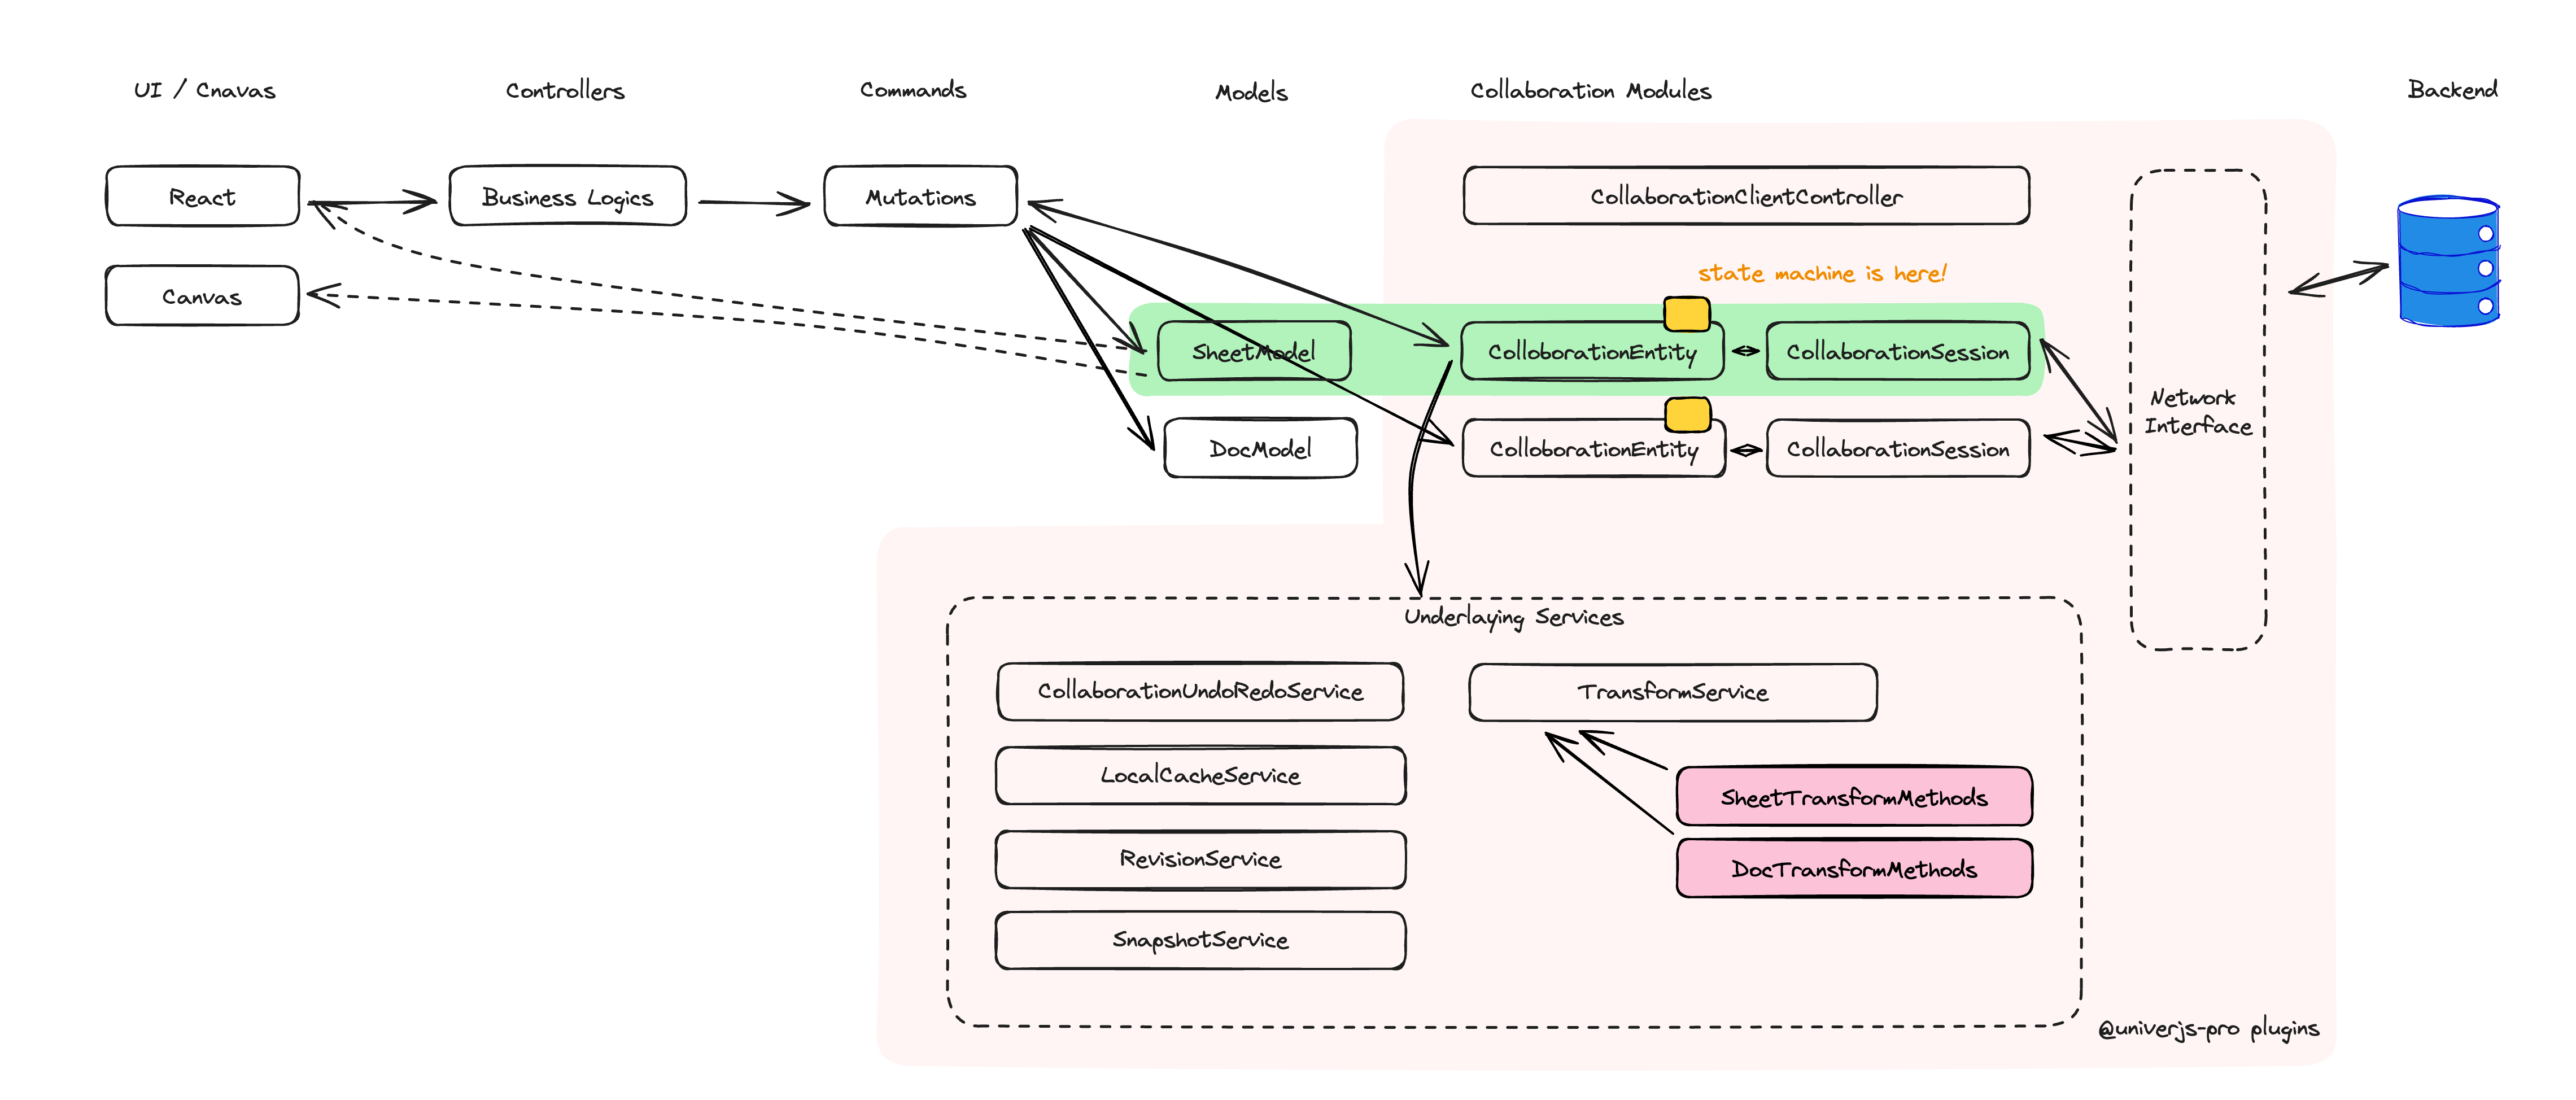 UI / Cnavas
Controllers
Commands
Models
Collaboration Modules
Backend
React
Business Logics
Mutations
CollaborationClientController
Canvas
state machine is here!
SheetModel
ColloborationEntity
CollaborationSession
DocModel
ColloborationEntity
CollaborationSession
Network
Interface
Underlaying Services
CollaborationUndoRedoService
TransformService
LocalCacheService
SheetTransformMethods
RevisionService
DocTransformMethods
SnapshotService
@univerjs-pro plugins